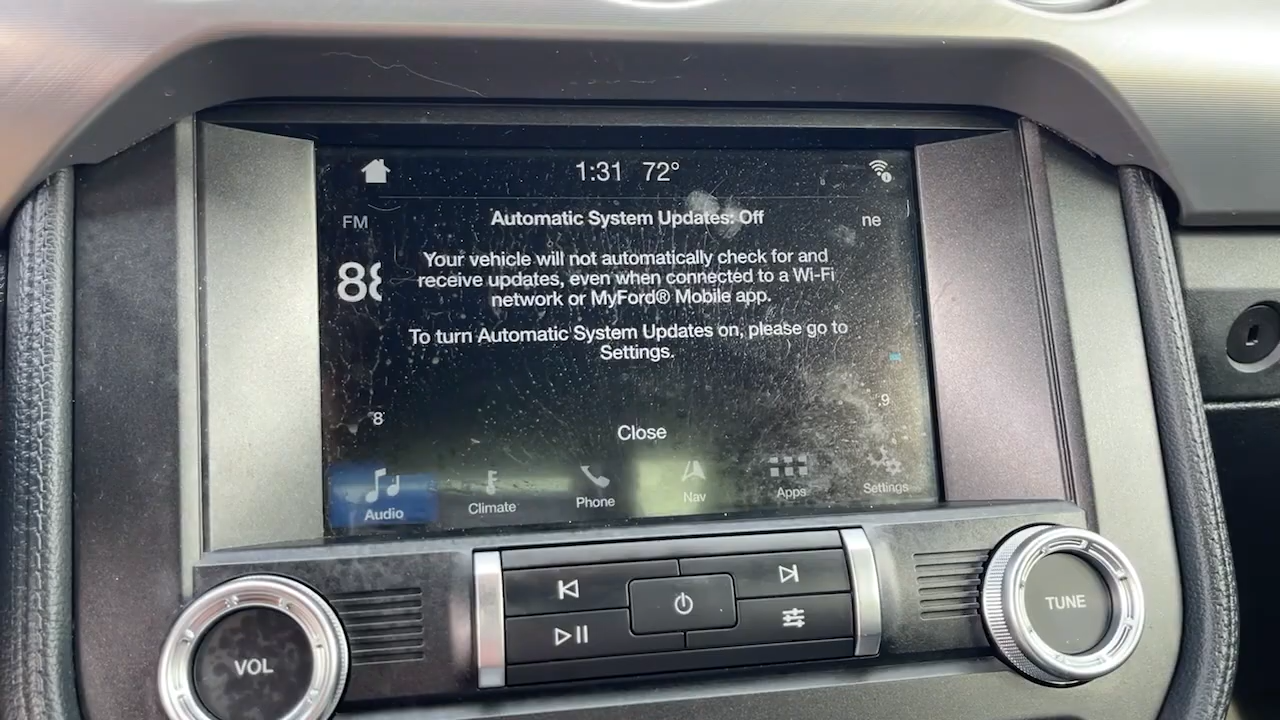 1:31 72°
FM
Automatic System Updates: Off
ne
Your vehicle will not automatically check for and
receive updates, even when connected to a Wi-Fi
network or MyFord® Mobile app.
88
To turn Automatic System Updates on, please go to
Settings.
8
.9
Close
Audio
Climate
Phone
Nav
Apps
Settings
VOL
TUNE